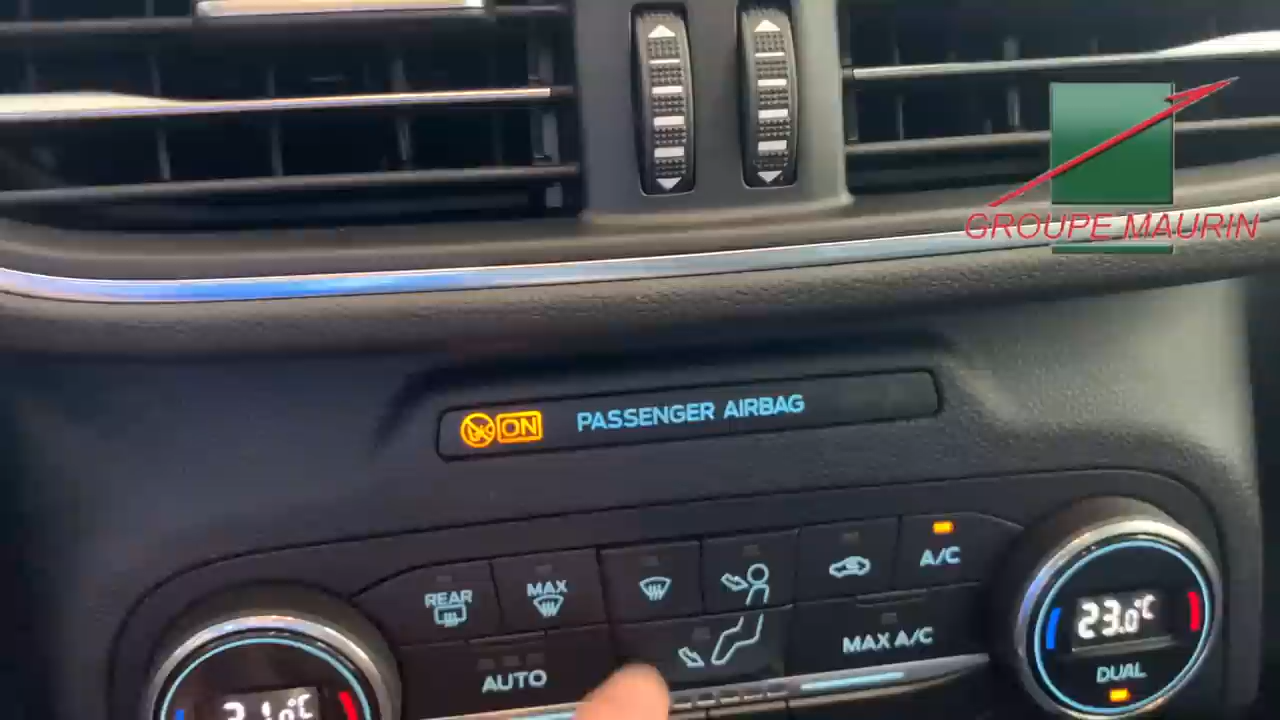 GROUPE MAURIN
ON PASSENGER AIRBAG
REAR
MAX
A/C
23.0°C
AUTO
MAX A/C
DUAL